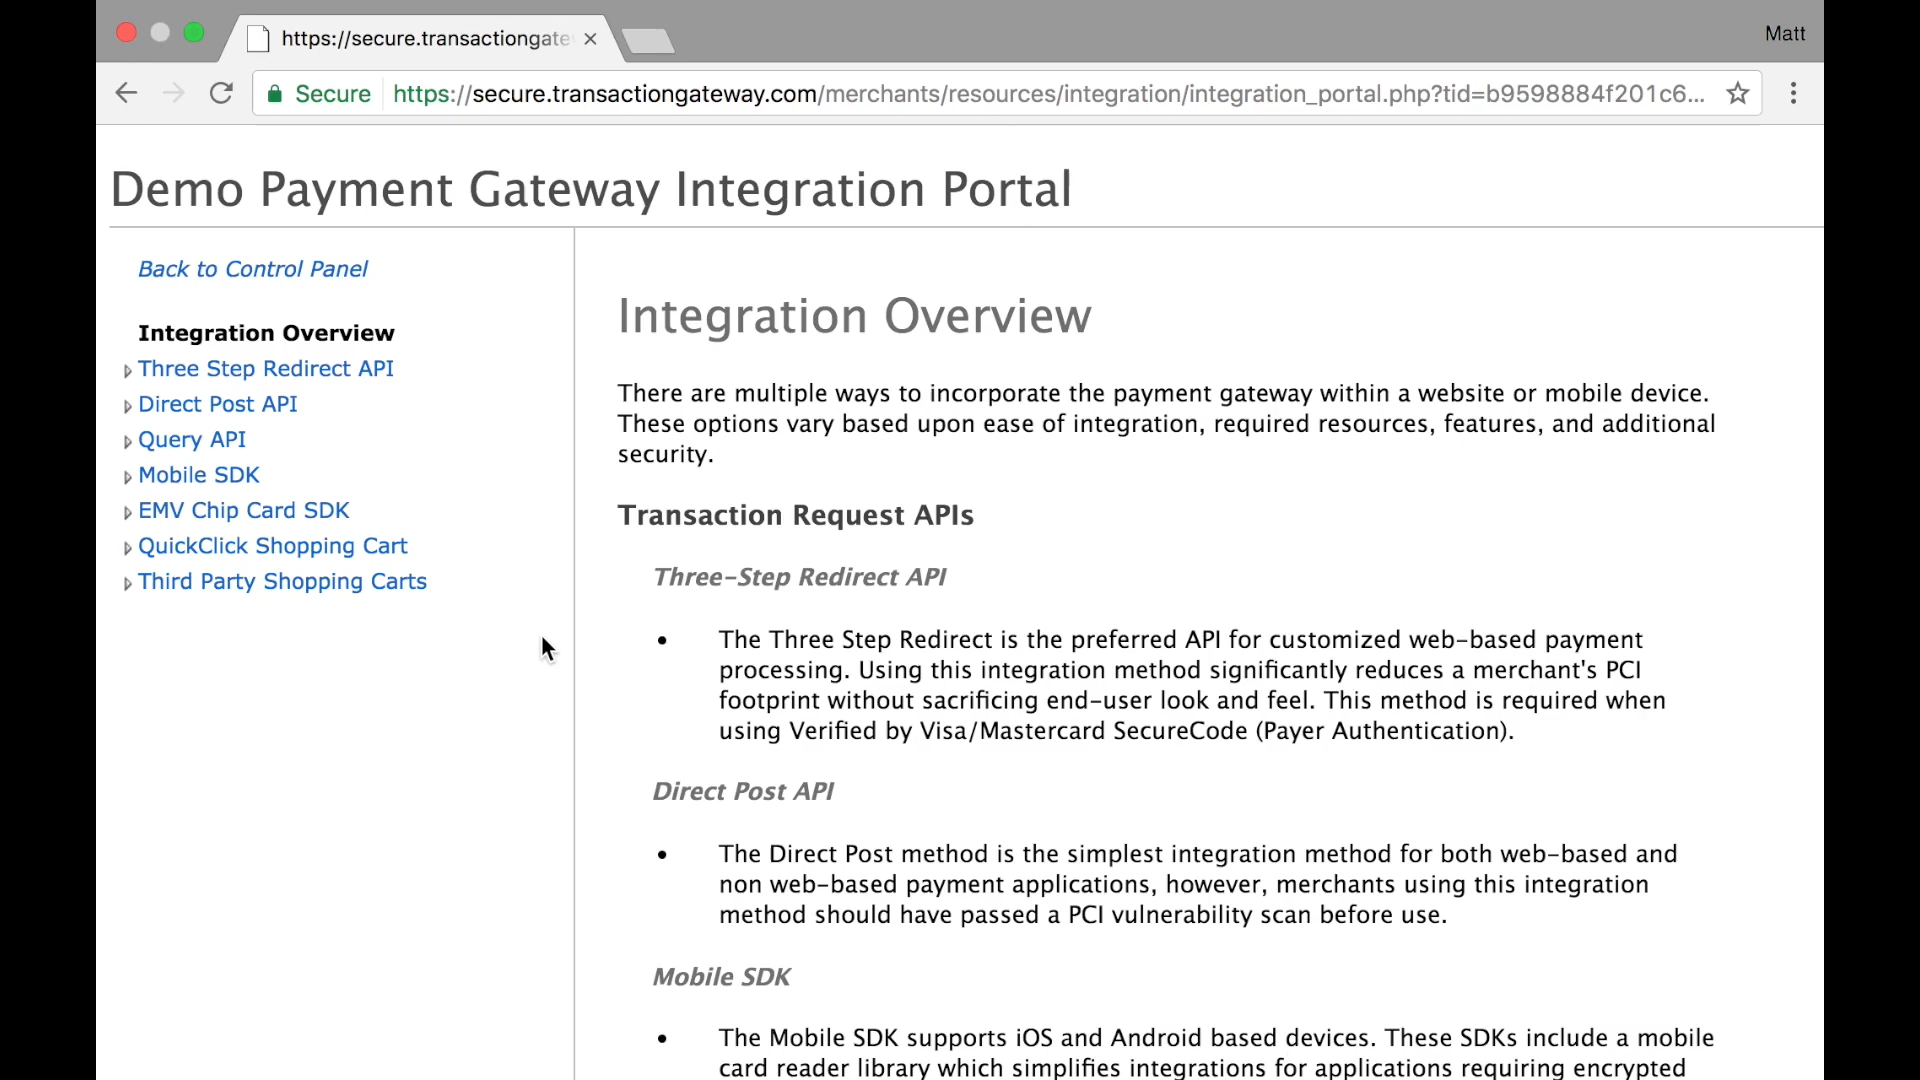 https://secure.transactiongate
Matt
Secure https://secure.transactiongateway.com/merchants/resources/integration/integration_portal.php?tid=b9598884f201c6...
Demo Payment Gateway Integration Portal
Back to Control Panel
Integration Overview
Three Step Redirect API
Direct Post API
Query API
Mobile SDK
EMV Chip Card SDK
QuickClick Shopping Cart
Third Party Shopping Carts
Integration Overview
There are multiple ways to incorporate the payment gateway within a website or mobile device.
These options vary based upon ease of integration, required resources, features, and additional
security.
Transaction Request APIs
Three-Step Redirect API
• The Three Step Redirect is the preferred API for customized web-based payment
processing. Using this integration method significantly reduces a merchant's PCI
footprint without sacrificing end-user look and feel. This method is required when
using Verified by Visa/Mastercard SecureCode (Payer Authentication).
Direct Post API
• The Direct Post method is the simplest integration method for both web-based and
non web-based payment applications, however, merchants using this integration
method should have passed a PCI vulnerability scan before use.
Mobile SDK
• The Mobile SDK supports iOS and Android based devices. These SDKs include a mobile
card reader library which simplifies integrations for applications requiring encrypted